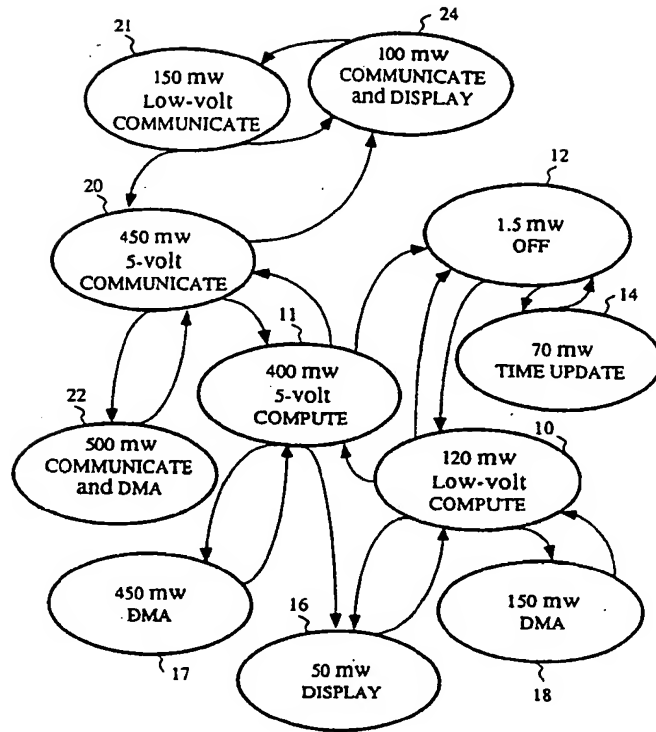 21
150 mw
Low-volt
COMMUNICATE
24
100 mw
COMMUNICATE
and DISPLAY
12
1.5 mw
OFF
20
450 mw
5-volt
COMMUNICATE
14
70 mw
TIME UPDATE
11
400 mw
5-volt
COMPUTE
22
500 mw
COMMUNICATE
and DMA
10
120 mw
Low-volt
COMPUTE
450 mw
DMA
17
16
50 mw
DISPLAY
150 mw
DMA
18